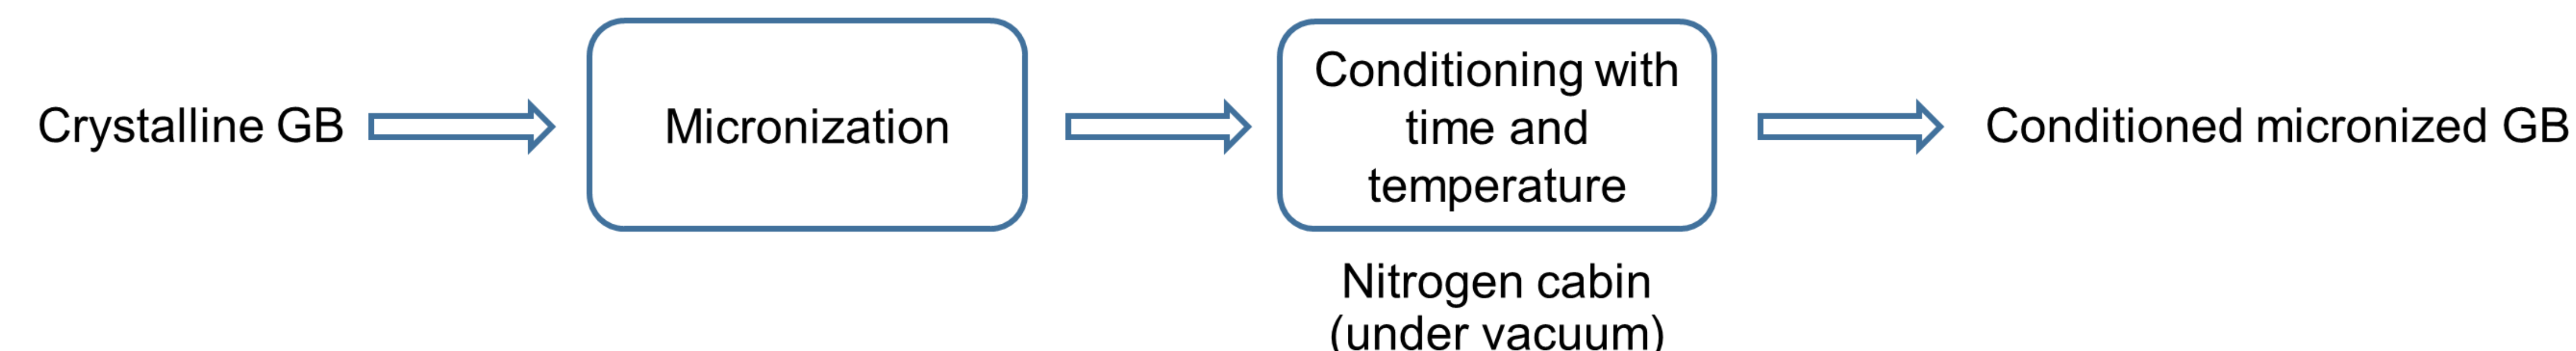 Crystalline GB
Micronization
Conditioning with
time and
temperature
Conditioned micronized GB
Nitrogen cabin
(under vacuum)